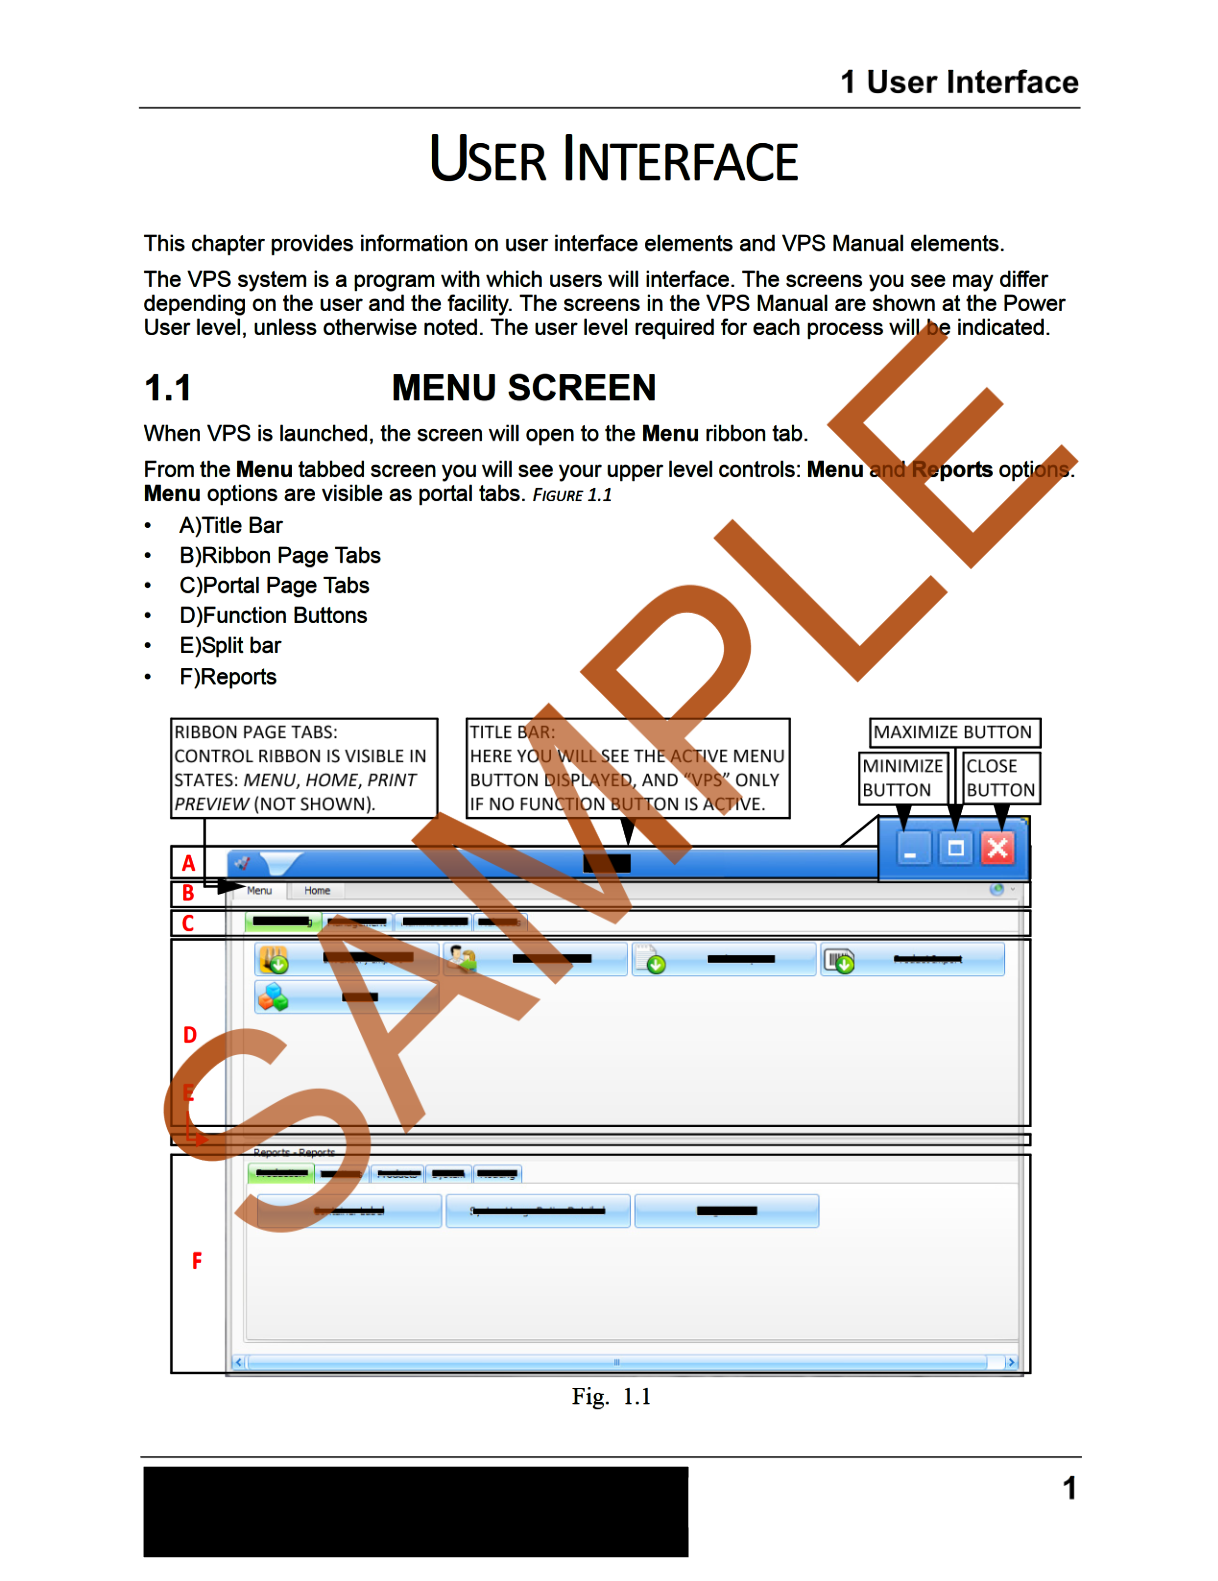 1 User Interface
USER INTERFACE
This chapter provides information on user interface elements and VPS Manual elements.
The VPS system is a program with which users will interface. The screens you see may differ
depending on the user and the facility. The screens in the VPS Manual are shown at the Power
User level, unless otherwise noted. The user level required for each process will be indicated.
1.1 MENU SCREEN
When VPS is launched, the screen will open to the Menu ribbon tab.
From the Menu tabbed screen you will see your upper level controls: Menu and Reports options.
Menu options are visible as portal tabs. FIGURE 1.1
• A)Title Bar
• B)Ribbon Page Tabs
• C)Portal Page Tabs
• D)Function Buttons
• E)Split bar
• F)Reports
RIBBON PAGE TABS:
CONTROL RIBBON IS VISIBLE IN
STATES: MENU, HOME, PRINT
PREVIEW (NOT SHOWN).
TITLE BAR:
HERE YOU WILL SEE THE ACTIVE MENU
BUTTON DISPLAYED, AND “VPS” ONLY
IF NO FUNCTION BUTTON IS ACTIVE.
MAXIMIZE BUTTON
MINIMIZE
BUTTON
CLOSE
BUTTON
A
B
Menu Home
C
D
E
Reports - Reports
F
Fig. 1.1
1
SAMPLE